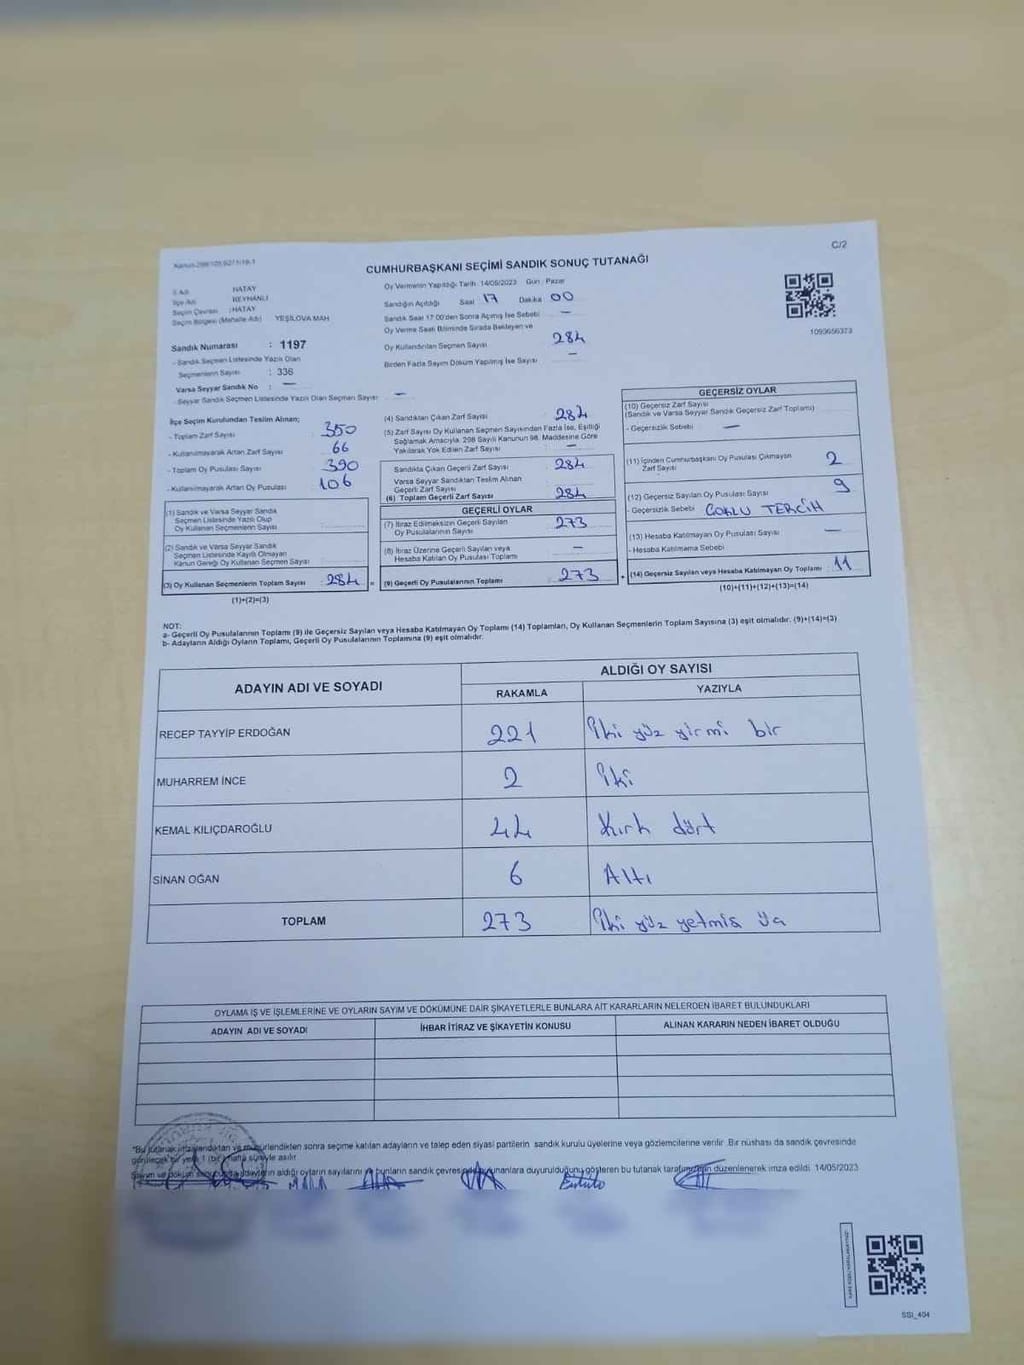 C/2
CUMHURBAŞKANI SEÇİMİ SANDIK SONUÇ TUTANAĞI
İl Adı : HATAY
İlçe Adı : REYHANLI
Seçim Çevresi : HATAY
Seçim Bölgesi (Mahalle Adı) YEŞİLOVA MAH
Sandık Numarası : 1197
- Sandık Seçmen Listesinde Yazılı Olan
Seçmenlerin Sayısı : 336
Varsa Seyyar Sandık No : —
- Seyyar Sandık Seçmen Listesinde Yazılı Olan Seçmen Sayısı : —
Oy Vermenin Yapıldığı Tarih 14/05/2023 Gün : Pazar
Sandığın Açıldığı Saat 17 Dakika 00
Sandık Saat 17:00'den Sonra Açılmış İse Sebebi —
Oy Verme Saati Bitiminde Sırada Bekleyen ve
Oy Kullandırılan Seçmen Sayısı 284
Birden Fazla Sayım Döküm Yapılmış İse Sayısı —
1093656373
İlçe Seçim Kurulundan Teslim Alınan;
- Toplam Zarf Sayısı 350
- Kullanılmayarak Artan Zarf Sayısı 66
- Toplam Oy Pusulası Sayısı 390
- Kullanılmayarak Artan Oy Pusulası 106
(1) Sandık ve Varsa Seyyar Sandık
Seçmen Listesinde Yazılı Olup
Oy Kullanan Seçmenlerin Sayısı
(2) Sandık ve Varsa Seyyar Sandık
Seçmen Listesinde Kayıtlı Olmayan
Kanun Gereği Oy Kullanan Seçmen Sayısı
(3) Oy Kullanan Seçmenlerin Toplam Sayısı 284 =
(1)+(2)=(3)
(4) Sandıktan Çıkan Zarf Sayısı 284
(5) Zarf Sayısı Oy Kullanan Seçmen Sayısından Fazla İse, Eşitliği
Sağlamak Amacıyla, 298 Sayılı Kanunun 98. Maddesine Göre
Yakılarak Yok Edilen Zarf Sayısı —
Sandıkta Çıkan Geçerli Zarf Sayısı 284
Varsa Seyyar Sandıktan Teslim Alınan
Geçerli Zarf Sayısı
(6) Toplam Geçerli Zarf Sayısı 284
GEÇERLİ OYLAR
(7) İtiraz Edilmeksizin Geçerli Sayılan
Oy Pusulalarının Sayısı 273
(8) İtiraz Üzerine Geçerli Sayılan veya
Hesaba Katılan Oy Pusulası Toplamı —
(9) Geçerli Oy Pusulalarının Toplamı 273 +
GEÇERSİZ OYLAR
(10) Geçersiz Zarf Sayısı
(Sandık ve Varsa Seyyar Sandık Geçersiz Zarf Toplamı)
- Geçersizlik Sebebi —
(11) İçinden Cumhurbaşkanı Oy Pusulası Çıkmayan
Zarf Sayısı 2
(12) Geçersiz Sayılan Oy Pusulası Sayısı 9
- Geçersizlik Sebebi ÇOKLU TERCİH
(13) Hesaba Katılmayan Oy Pusulası Sayısı —
- Hesaba Katılmama Sebebi
(14) Geçersiz Sayılan veya Hesaba Katılmayan Oy Toplamı : 11
(10)+(11)+(12)+(13)=(14)
NOT:
a- Geçerli Oy Pusulalarının Toplamı (9) ile Geçersiz Sayılan veya Hesaba Katılmayan Oy Toplamı (14) Toplamları, Oy Kullanan Seçmenlerin Toplam Sayısına (3) eşit olmalıdır. (9)+(14)=(3)
b- Adayların Aldığı Oyların Toplamı, Geçerli Oy Pusulalarının Toplamına (9) eşit olmalıdır.
ADAYIN ADI VE SOYADI
ALDIĞI OY SAYISI
RAKAMLA YAZIYLA
RECEP TAYYİP ERDOĞAN 221 İki yüz yirmi bir
MUHARREM İNCE 2 İki
KEMAL KILIÇDAROĞLU 44 Kırk dört
SİNAN OĞAN 6 Altı
TOPLAM 273 İki yüz yetmiş üç
OYLAMA İŞ VE İŞLEMLERİNE VE OYLARIN SAYIM VE DÖKÜMÜNE DAİR ŞİKAYETLERLE BUNLARA AİT KARARLARIN NELERDEN İBARET BULUNDUKLARI
ADAYIN ADI VE SOYADI İHBAR İTİRAZ VE ŞİKAYETİN KONUSU ALINAN KARARIN NEDEN İBARET OLDUĞU
*Bu tutanak imzalandıktan ve mühürlendikten sonra seçime katılan adayların ve talep eden siyasi partilerin sandık kurulu üyelerine veya gözlemcilerine verilir. Bir nüshası da sandık çevresinde
görülecek bir yere 1 (bir) hafta süreyle asılır.
adayların aldığı oyların sayılarını bunların sandık çevresinde bulunanlara duyurulduğunu gösteren bu tutanak tarafımızdan düzenlenerek imza edildi. 14/05/2023
SSI_404